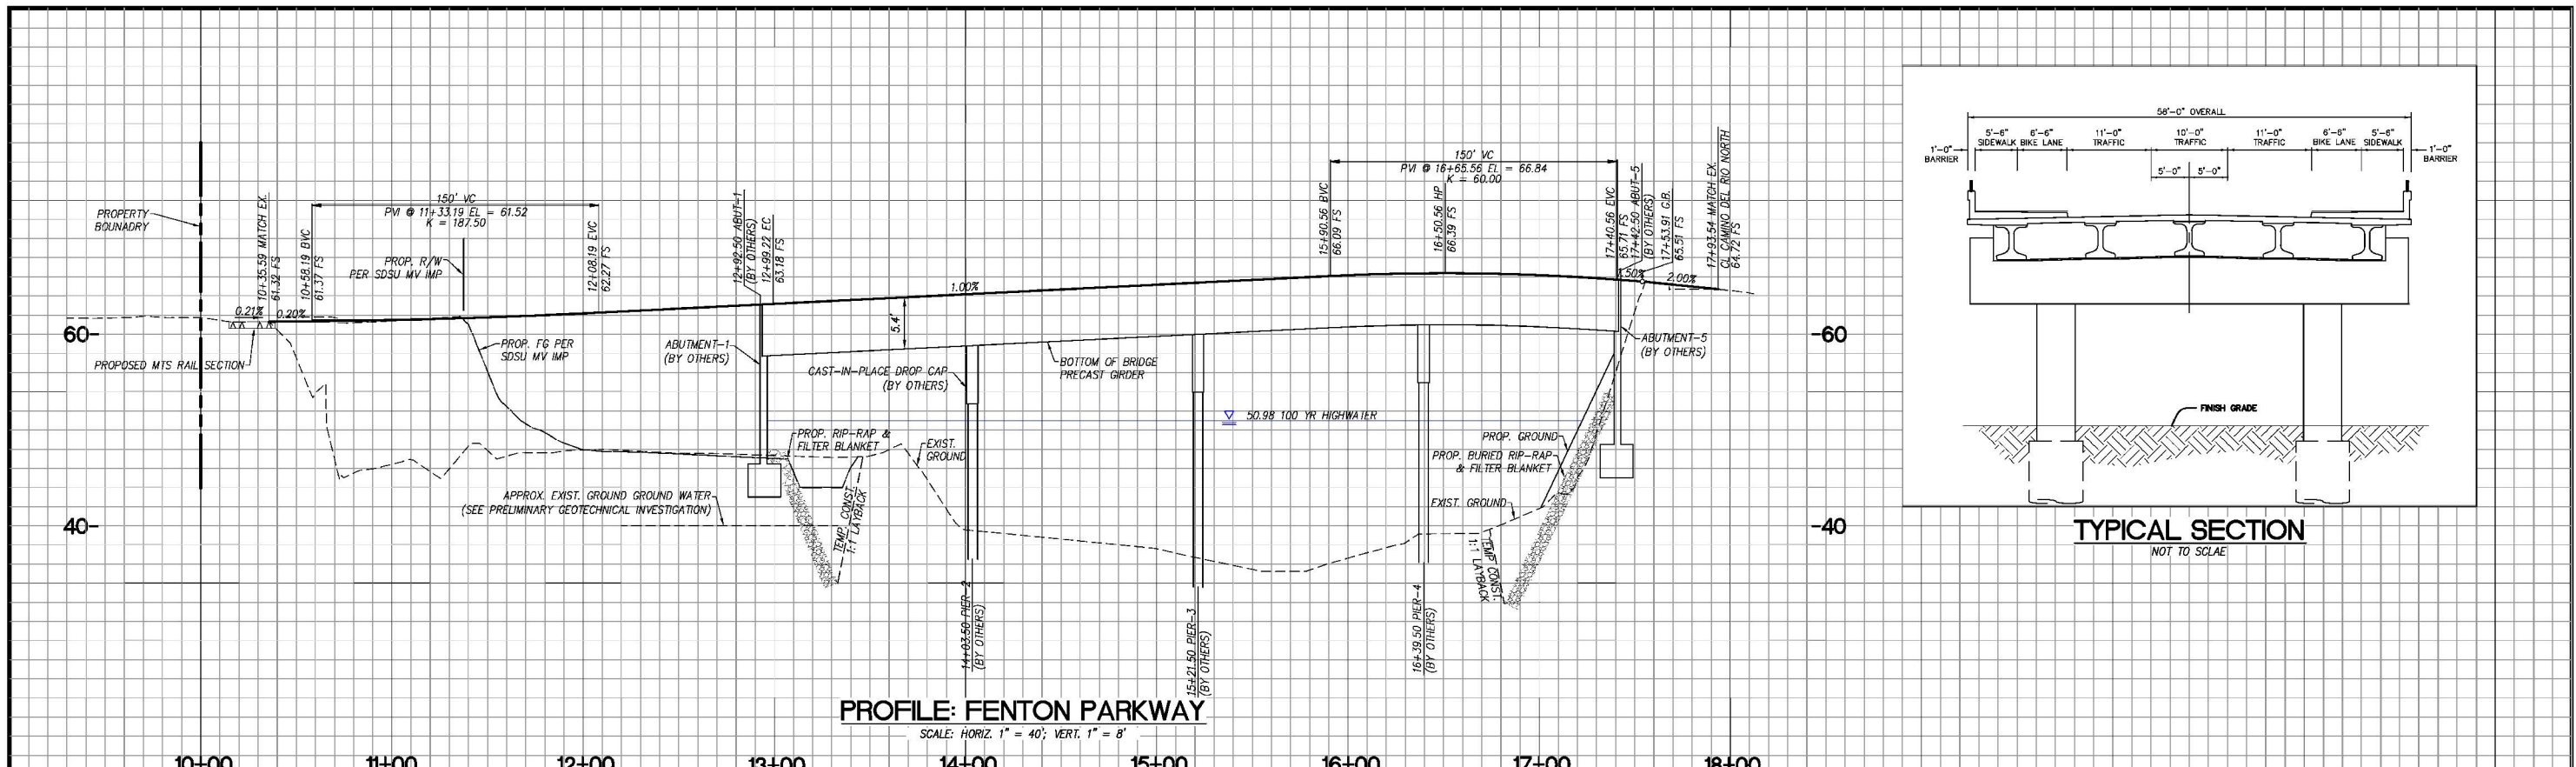 PROPERTY
BOUNADRY
10+35.59 MATCH EX.
61.32 FS
10+58.19 BVC
61.37 FS
150' VC
PVI @ 11+33.19 EL = 61.52
K = 187.50
PROP. R/W
PER SDSU MV IMP
12+08.19 EVC
62.27 FS
12+92.50 ABUT-1
(BY OTHERS)
12+99.22 EC
63.18 FS
1.00%
5.4'
150' VC
PVI @ 16+65.56 EL = 66.84
K = 60.00
15+90.56 BVC
66.09 FS
16+50.56 HP
66.39 FS
17+40.56 EVC
65.71 FS
17+42.50 ABUT-5
(BY OTHERS)
17+53.91 G.B.
65.51 FS
17+93.54 MATCH EX.
CL CAMINO DEL RIO NORTH
64.72 FS
1.50%
2.00%
0.21%
0.20%
60-
-60
PROPOSED MTS RAIL SECTION
PROP. FG PER
SDSU MV IMP
ABUTMENT-1
(BY OTHERS)
CAST-IN-PLACE DROP CAP
(BY OTHERS)
BOTTOM OF BRIDGE
PRECAST GIRDER
ABUTMENT-5
(BY OTHERS)
50.98 100 YR HIGHWATER
PROP. RIP-RAP &
FILTER BLANKET
EXIST.
GROUND
PROP. GROUND
PROP. BURIED RIP-RAP
& FILTER BLANKET
APPROX. EXIST. GROUND GROUND WATER
(SEE PRELIMINARY GEOTECHNICAL INVESTIGATION)
EXIST. GROUND
40-
-40
TEMP. CONST.
1:1 LAYBACK
TEMP CONST.
1:1 LAYBACK
14+03.50 PIER-2
(BY OTHERS)
15+21.50 PIER-3
(BY OTHERS)
16+39.50 PIER-4
(BY OTHERS)
PROFILE: FENTON PARKWAY
SCALE: HORIZ. 1" = 40'; VERT. 1" = 8'
10+00 11+00 12+00 13+00 14+00 15+00 16+00 17+00 18+00
58'-0" OVERALL
1'-0"
BARRIER
5'-6"
SIDEWALK
6'-6"
BIKE LANE
11'-0"
TRAFFIC
10'-0"
TRAFFIC
11'-0"
TRAFFIC
6'-6"
BIKE LANE
5'-6"
SIDEWALK
1'-0"
BARRIER
5'-0" 5'-0"
FINISH GRADE
TYPICAL SECTION
NOT TO SCLAE